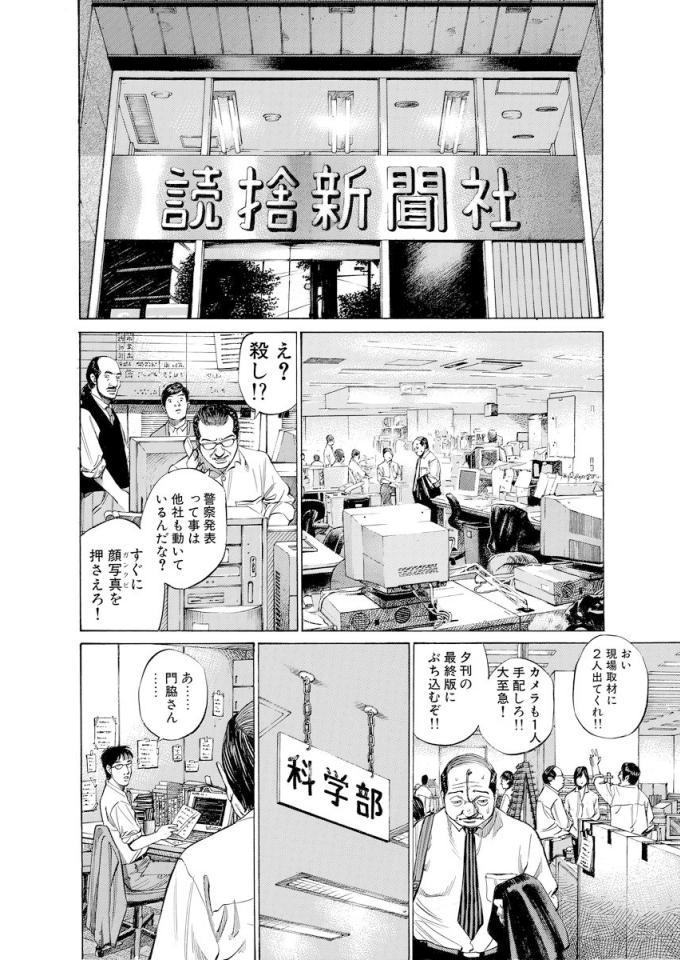 読捨新聞社
え?
殺し!?
警察発表
って事は
他社も動いて
いるんだな?
すぐに
顔写真を
ガンクビ
押さえろ!
おい
現場取材に
2人出てくれ!!
カメラも1人
手配しろ!!
大至急!
夕刊の
最終版に
ぶち込むぞ!!
科学部
あ……
門脇さん
……